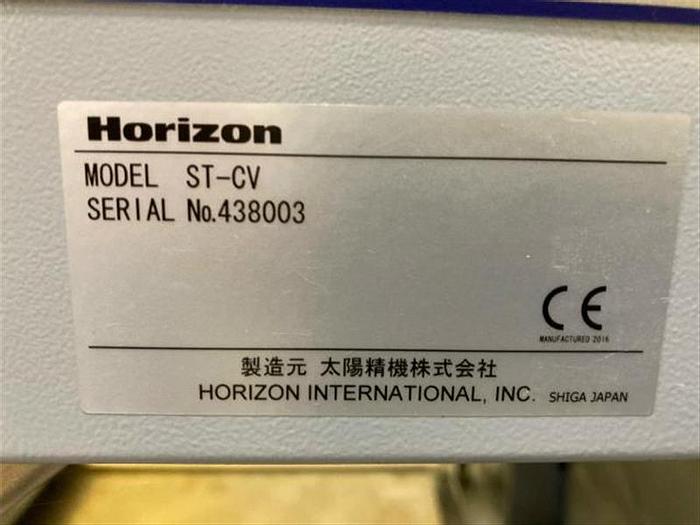 Horizon
MODEL ST-CV
SERIAL No.438003
CE
MANUFACTURED 2016
製造元 太陽精機株式会社
HORIZON INTERNATIONAL, INC. SHIGA JAPAN